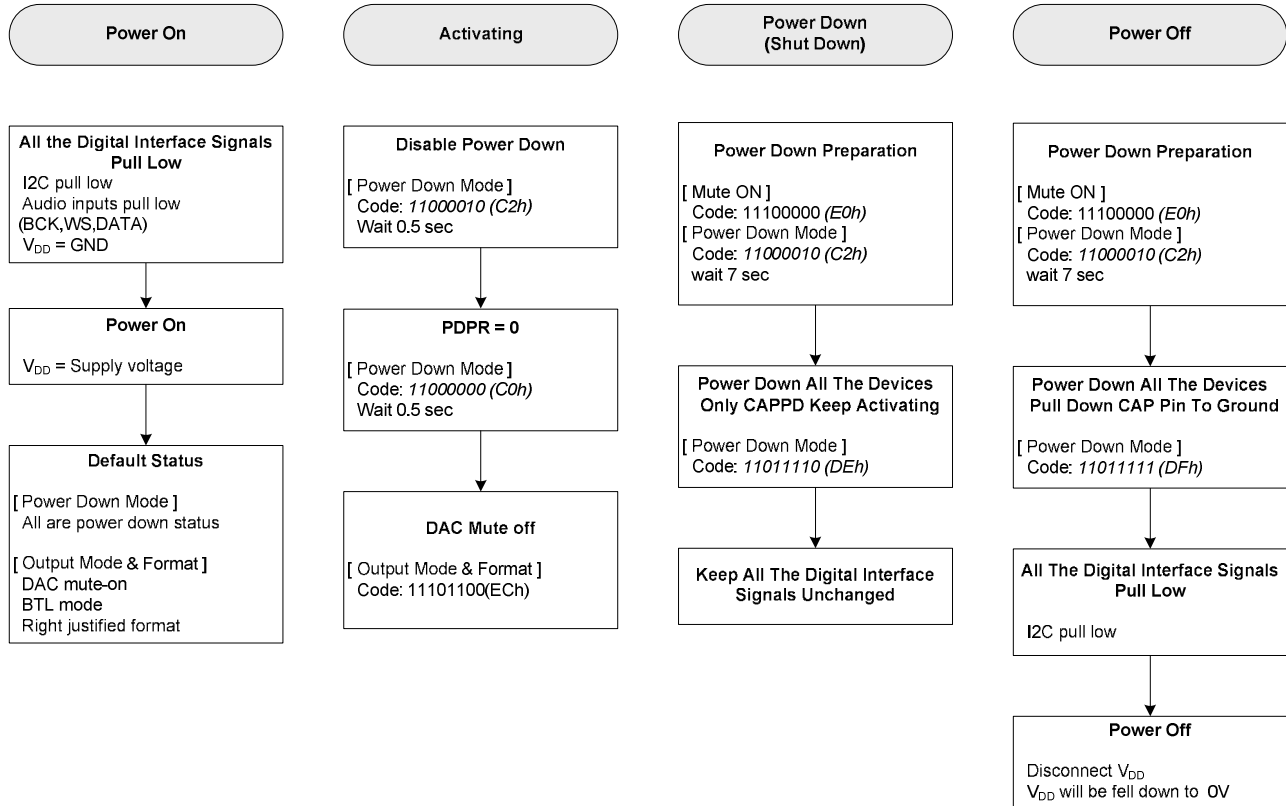 Power On
All the Digital Interface Signals
Pull Low
I2C pull low
Audio inputs pull low
(BCK,WS,DATA)
VDD = GND
Power On
VDD = Supply voltage
Default Status
[ Power Down Mode ]
All are power down status
[ Output Mode & Format ]
DAC mute-on
BTL mode
Right justified format
Activating
Disable Power Down
[ Power Down Mode ]
Code: 11000010 (C2h)
Wait 0.5 sec
PDPR = 0
[ Power Down Mode ]
Code: 11000000 (C0h)
Wait 0.5 sec
DAC Mute off
[ Output Mode & Format ]
Code: 11101100(ECh)
Power Down
(Shut Down)
Power Down Preparation
[ Mute ON ]
Code: 11100000 (E0h)
[ Power Down Mode ]
Code: 11000010 (C2h)
wait 7 sec
Power Down All The Devices
Only CAPPD Keep Activating
[ Power Down Mode ]
Code: 11011110 (DEh)
Keep All The Digital Interface
Signals Unchanged
Power Off
Power Down Preparation
[ Mute ON ]
Code: 11100000 (E0h)
[ Power Down Mode ]
Code: 11000010 (C2h)
wait 7 sec
Power Down All The Devices
Pull Down CAP Pin To Ground
[ Power Down Mode ]
Code: 11011111 (DFh)
All The Digital Interface Signals
Pull Low
I2C pull low
Power Off
Disconnect VDD
VDD will be fell down to 0V